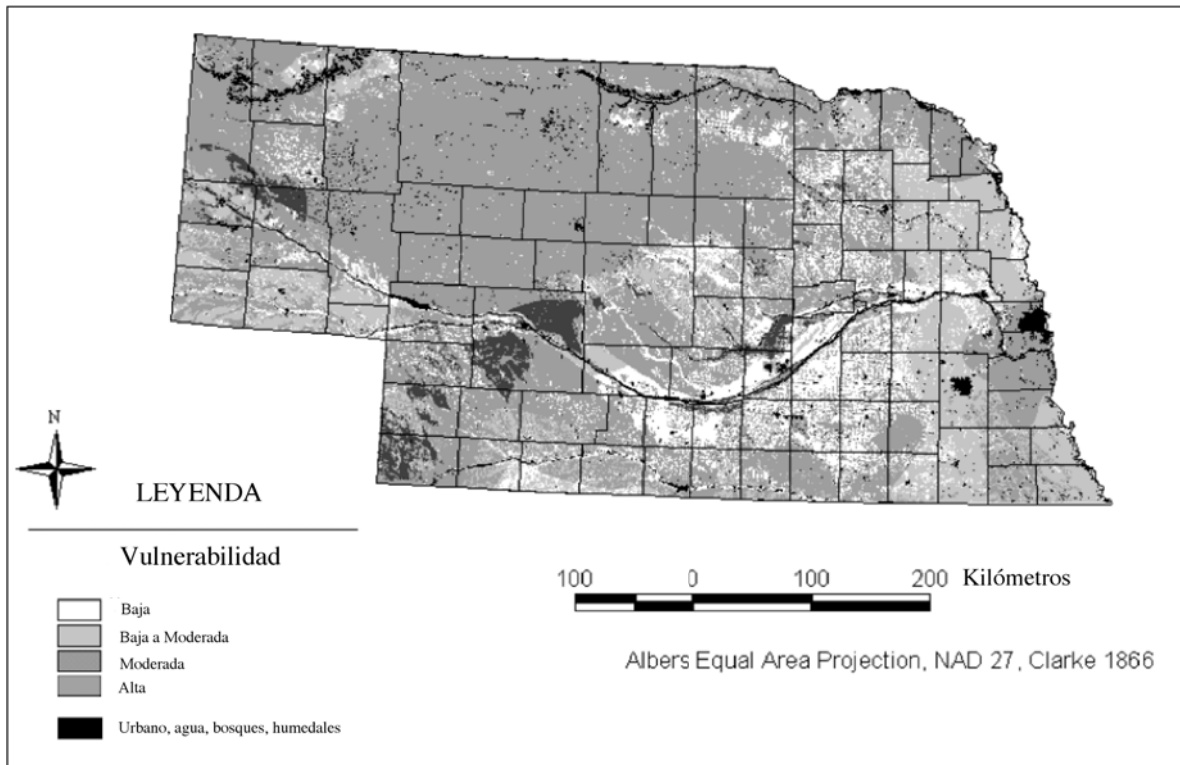 N
LEYENDA
Vulnerabilidad
Baja
Baja a Moderada
Moderada
Alta
Urbano, agua, bosques, humedales
100 0 100 200 Kilómetros
Albers Equal Area Projection, NAD 27, Clarke 1866